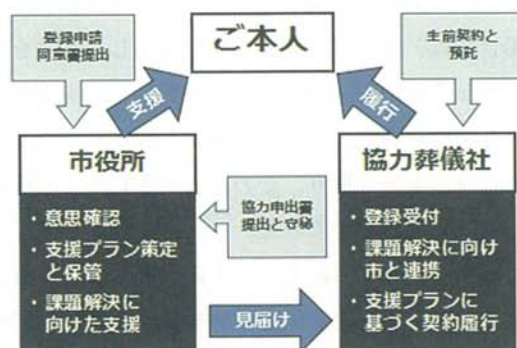 登録申請
同意書提出
ご本人
生前契約と
預託
支援
履行
市役所
・意思確認
・支援プラン策定
と保管
・課題解決に
向けた支援
協力申出書
提出と守秘
協力葬儀社
・登録受付
・課題解決に向け
市と連携
・支援プランに
基づく契約履行
見届け